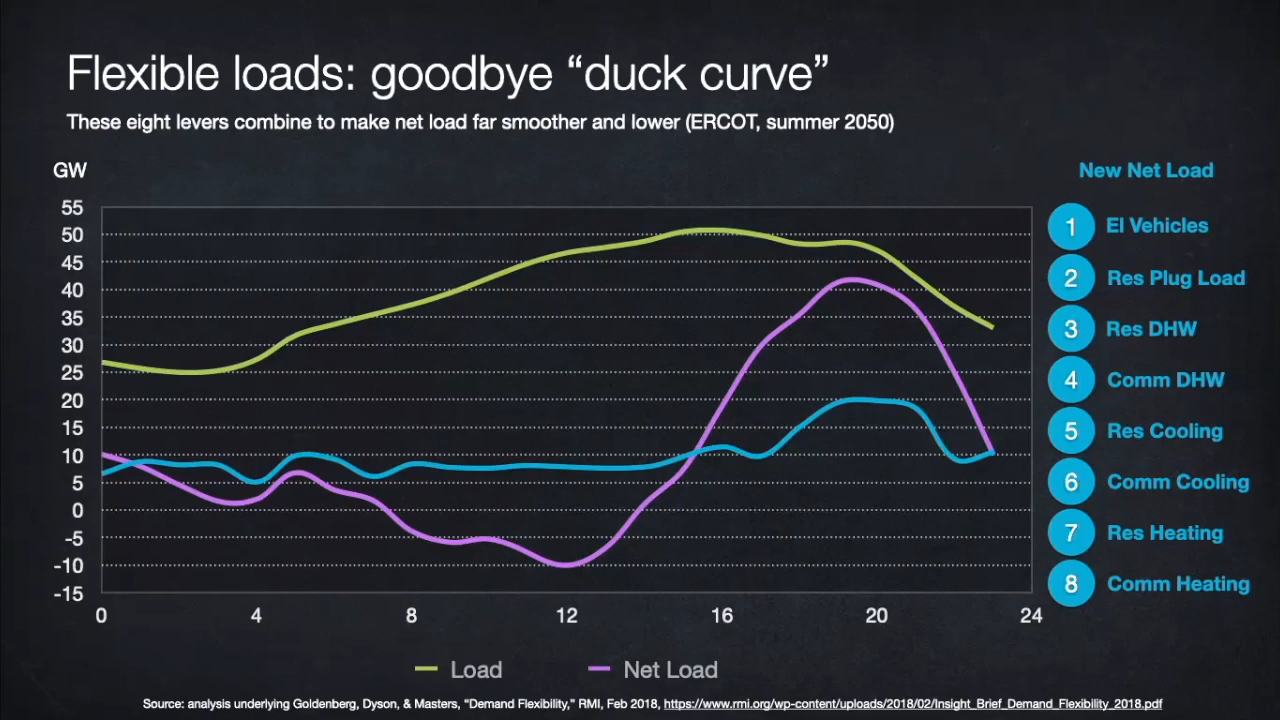 Flexible loads: goodbye “duck curve”
These eight levers combine to make net load far smoother and lower (ERCOT, summer 2050)
GW
55
50
45
40
35
30
25
20
15
10
5
0
-5
-10
-15
0 4 8 12 16 20 24
Load Net Load
New Net Load
1 El Vehicles
2 Res Plug Load
3 Res DHW
4 Comm DHW
5 Res Cooling
6 Comm Cooling
7 Res Heating
8 Comm Heating
Source: analysis underlying Goldenberg, Dyson, & Masters, “Demand Flexibility,” RMI, Feb 2018, https://www.rmi.org/wp-content/uploads/2018/02/Insight_Brief_Demand_Flexibility_2018.pdf